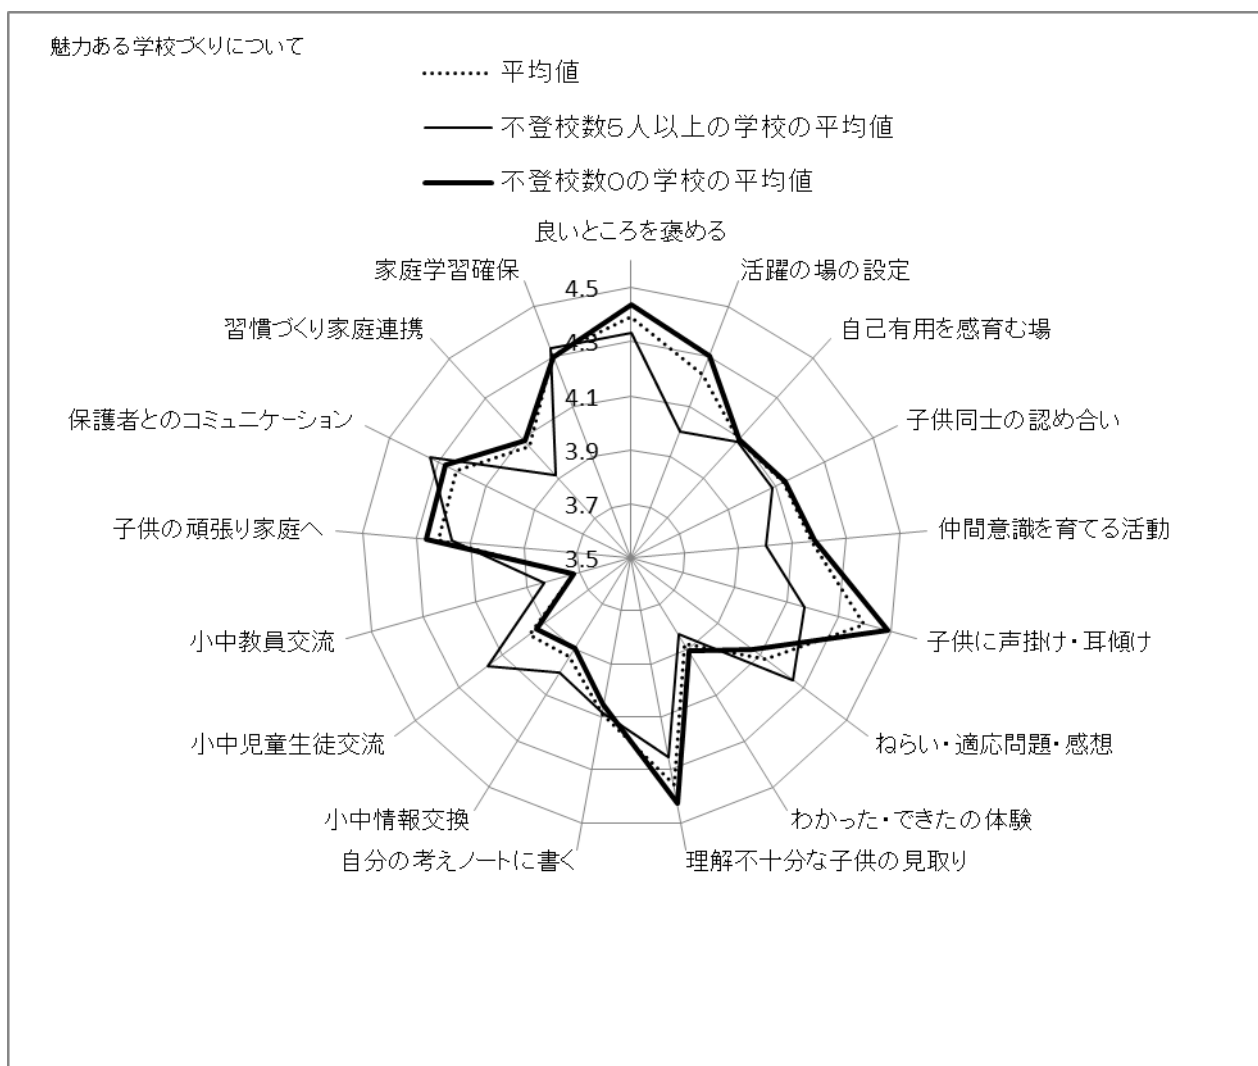 魅力ある学校づくりについて
平均値
不登校数5人以上の学校の平均値
不登校数0の学校の平均値
良いところを褒める
活躍の場の設定
自己有用を感育む場
子供同士の認め合い
仲間意識を育てる活動
子供に声掛け・耳傾け
ねらい・適応問題・感想
わかった・できたの体験
理解不十分な子供の見取り
自分の考えノートに書く
小中情報交換
小中児童生徒交流
小中教員交流
子供の頑張り家庭へ
保護者とのコミュニケーション
習慣づくり家庭連携
家庭学習確保
4.5
4.3
4.1
3.9
3.7
3.5